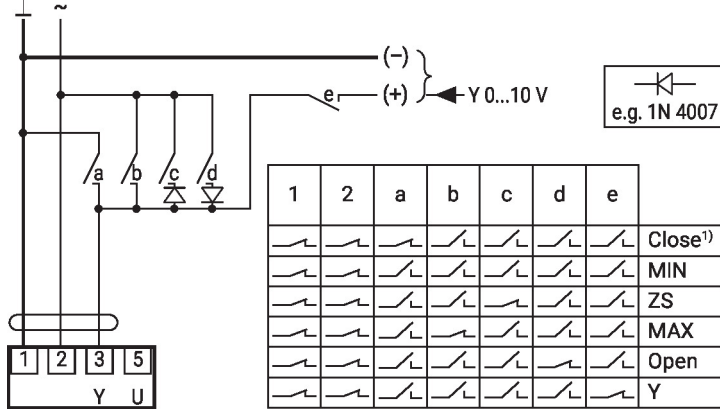 ⊥ ~
(–)
e (+) Y 0...10 V
e.g. 1N 4007
a b c d
1 2 a b c d e
Close¹⁾
MIN
ZS
MAX
Open
Y
1 2 3 5
Y U